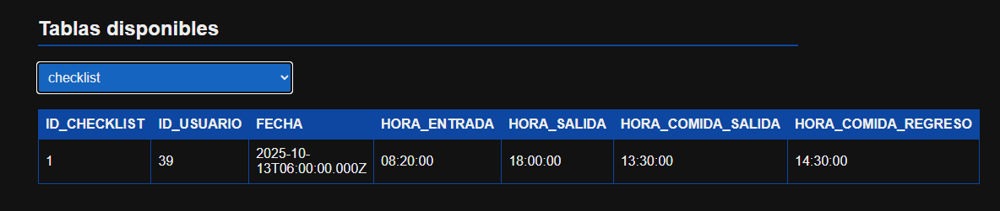 Tablas disponibles
checklist
ID_CHECKLIST ID_USUARIO FECHA HORA_ENTRADA HORA_SALIDA HORA_COMIDA_SALIDA HORA_COMIDA_REGRESO
1 39 2025-10-
13T06:00:00.000Z 08:20:00 18:00:00 13:30:00 14:30:00